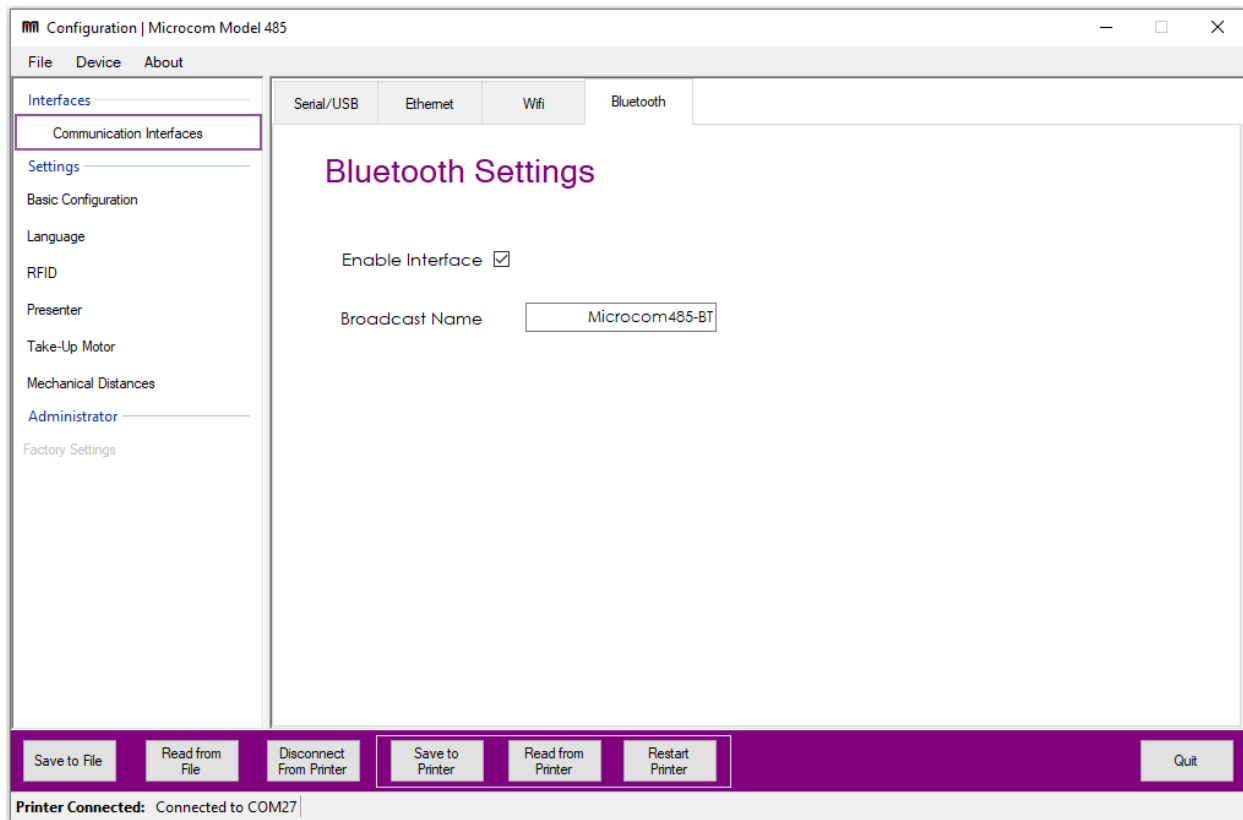 Configuration | Microcom Model 485
File Device About
Interfaces
Communication Interfaces
Settings
Basic Configuration
Language
RFID
Presenter
Take-Up Motor
Mechanical Distances
Administrator
Factory Settings
Serial/USB Ethernet Wifi Bluetooth
Bluetooth Settings
Enable Interface
Broadcast Name Microcom485-BT
Save to File
Read from
File
Disconnect
From Printer
Save to
Printer
Read from
Printer
Restart
Printer
Quit
Printer Connected: Connected to COM27